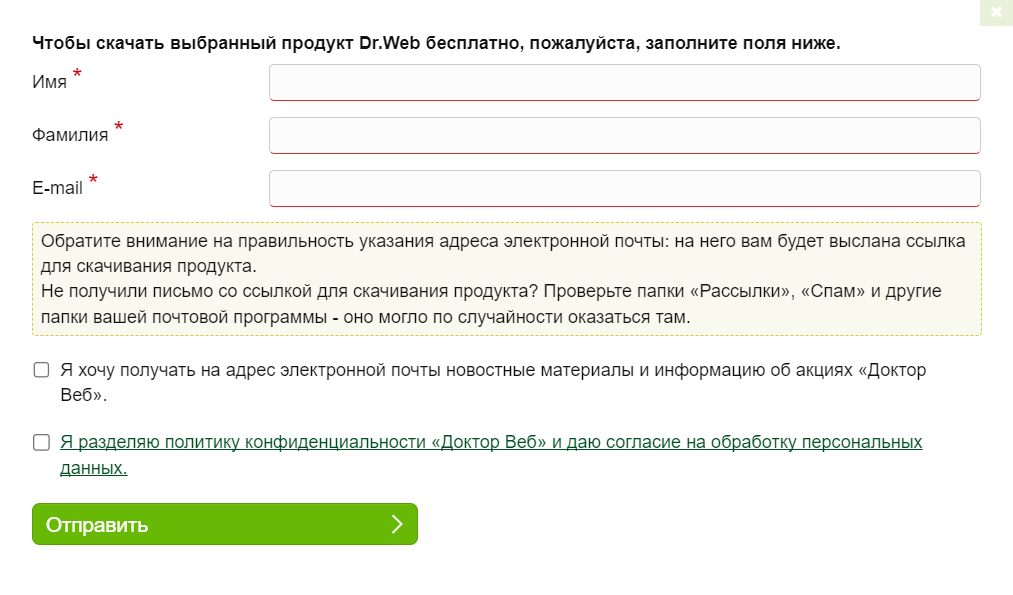 Чтобы скачать выбранный продукт Dr.Web бесплатно, пожалуйста, заполните поля ниже.
Имя *
Фамилия *
E-mail *
Обратите внимание на правильность указания адреса электронной почты: на него вам будет выслана ссылка
для скачивания продукта.
Не получили письмо со ссылкой для скачивания продукта? Проверьте папки «Рассылки», «Спам» и другие
папки вашей почтовой программы - оно могло по случайности оказаться там.
Я хочу получать на адрес электронной почты новостные материалы и информацию об акциях «Доктор
Веб».
Я разделяю политику конфиденциальности «Доктор Веб» и даю согласие на обработку персональных
данных.
Отправить